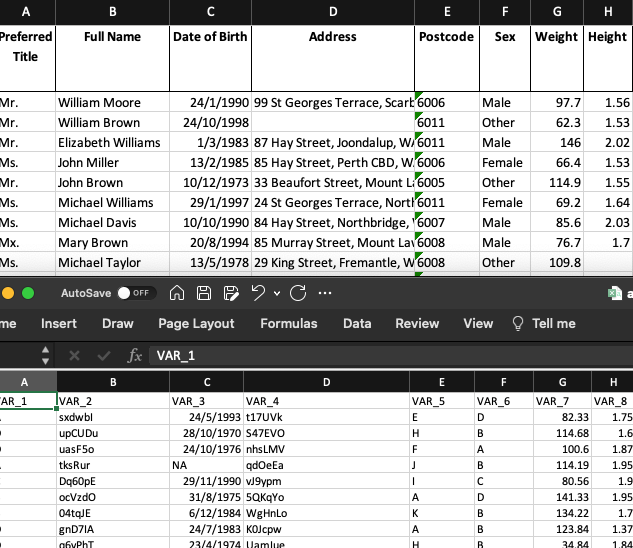 A B C D E F G H
Preferred Title Full Name Date of Birth Address Postcode Sex Weight Height
Mr. William Moore 24/1/1990 99 St Georges Terrace, Scarb 6006 Male 97.7 1.56
Mr. William Brown 24/10/1998 6011 Other 62.3 1.53
Mr. Elizabeth Williams 1/3/1983 87 Hay Street, Joondalup, WA 6011 Male 146 2.02
Ms. John Miller 13/2/1985 85 Hay Street, Perth CBD, W 6006 Female 66.4 1.53
Mr. John Brown 10/12/1973 33 Beaufort Street, Mount L 6005 Other 114.9 1.55
Ms. Michael Williams 29/1/1997 24 St Georges Terrace, North 6011 Female 69.2 1.64
Ms. Michael Davis 10/10/1990 84 Hay Street, Northbridge, 6007 Male 85.6 2.03
Mx. Mary Brown 20/8/1994 85 Murray Street, Mount Law 6008 Male 76.7 1.7
Ms. Michael Taylor 13/5/1978 29 King Street, Fremantle, W 6008 Other 109.8
AutoSave OFF ••• a
me Insert Draw Page Layout Formulas Data Review View Tell me
fx VAR_1
A B C D E F G H
VAR_1 VAR_2 VAR_3 VAR_4 VAR_5 VAR_6 VAR_7 VAR_8
sxdwbI 24/5/1993 t17UVk E D 82.33 1.75
upCUDu 28/10/1970 S47EVO H B 114.68 1.6
uasF5o 24/10/1976 nhsLMV F A 100.6 1.87
tksRur NA qdOeEa J B 114.19 1.95
Dq60pE 29/11/1990 vJ9ypm I C 80.56 1.9
ocVzdO 31/8/1975 5QKqYo A D 141.33 1.95
04tqJE 6/12/1984 WgHnLo K B 134.22 1.7
gnD7IA 24/7/1983 K0Jcpw A B 123.84 1.37
q6vPhT 23/4/1974 UamJue H B 34.84 1.84